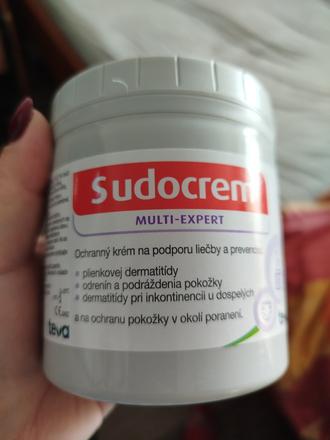 Sudocrem
MULTI-EXPERT
Ochranný krém na podporu liečby a prevenciu
plienkovej dermatitídy
odrenín a podráždenia pokožky
dermatitídy pri inkontinencii u dospelých
a na ochranu pokožky v okolí poranení.
teva